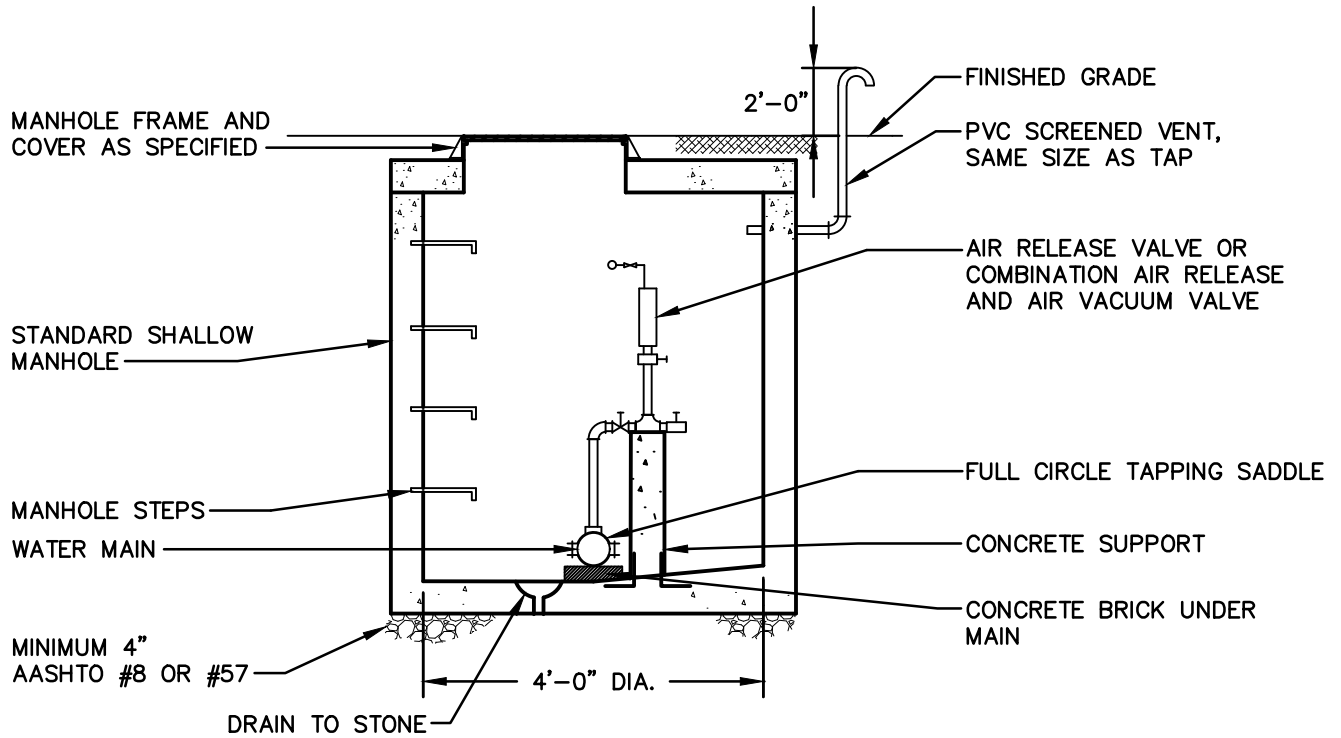 MANHOLE FRAME AND
COVER AS SPECIFIED
STANDARD SHALLOW
MANHOLE
MANHOLE STEPS
WATER MAIN
MINIMUM 4"
AASHTO #8 OR #57
DRAIN TO STONE
4'-0" DIA.
2'-0"
FINISHED GRADE
PVC SCREENED VENT,
SAME SIZE AS TAP
AIR RELEASE VALVE OR
COMBINATION AIR RELEASE
AND AIR VACUUM VALVE
FULL CIRCLE TAPPING SADDLE
CONCRETE SUPPORT
CONCRETE BRICK UNDER
MAIN